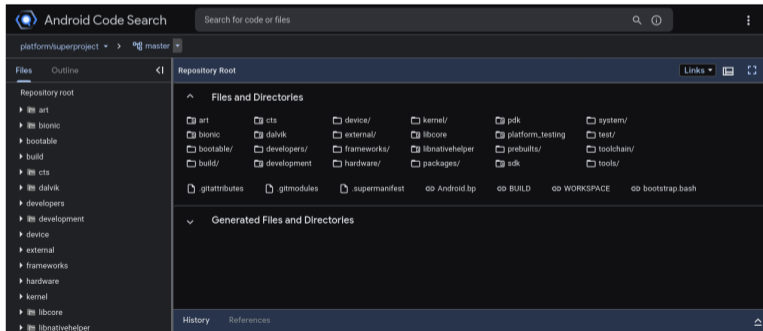 Android Code Search
Search for code or files
platform/superproject
master
Files Outline
Repository root
art
bionic
bootable
build
cts
dalvik
developers
development
device
external
frameworks
hardware
kernel
libcore
libnativehelper
Repository Root
Links
Files and Directories
art cts device/ kernel/ pdk system/
bionic dalvik external/ libcore platform_testing test/
bootable/ developers/ frameworks/ libnativehelper prebuilts/ toolchain/
build/ development hardware/ packages/ sdk tools/
.gitattributes .gitmodules .supermanifest Android.bp BUILD WORKSPACE bootstrap.bash
Generated Files and Directories
History References